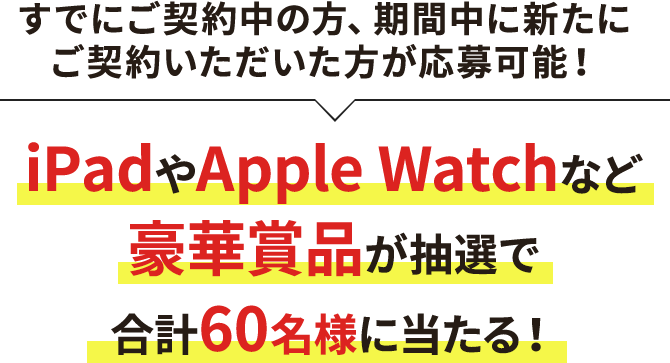 すでにご契約中の方、期間中に新たに
ご契約いただいた方が応募可能！
iPadやApple Watchなど
豪華賞品が抽選で
合計60名様に当たる！